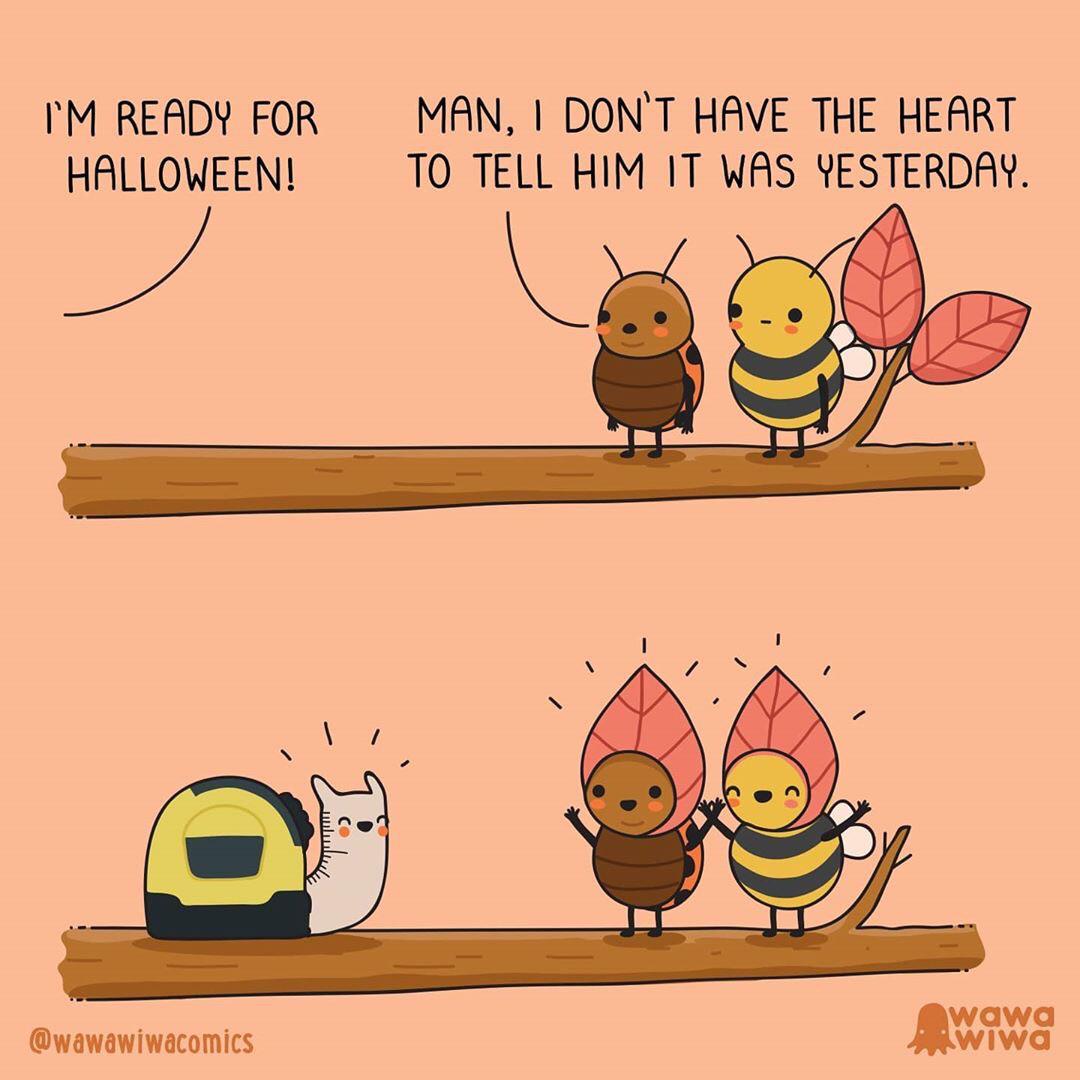 I'M READY FOR
HALLOWEEN!
MAN, I DON'T HAVE THE HEART
TO TELL HIM IT WAS YESTERDAY.
@wawawiwacomics
wawa
wiwa